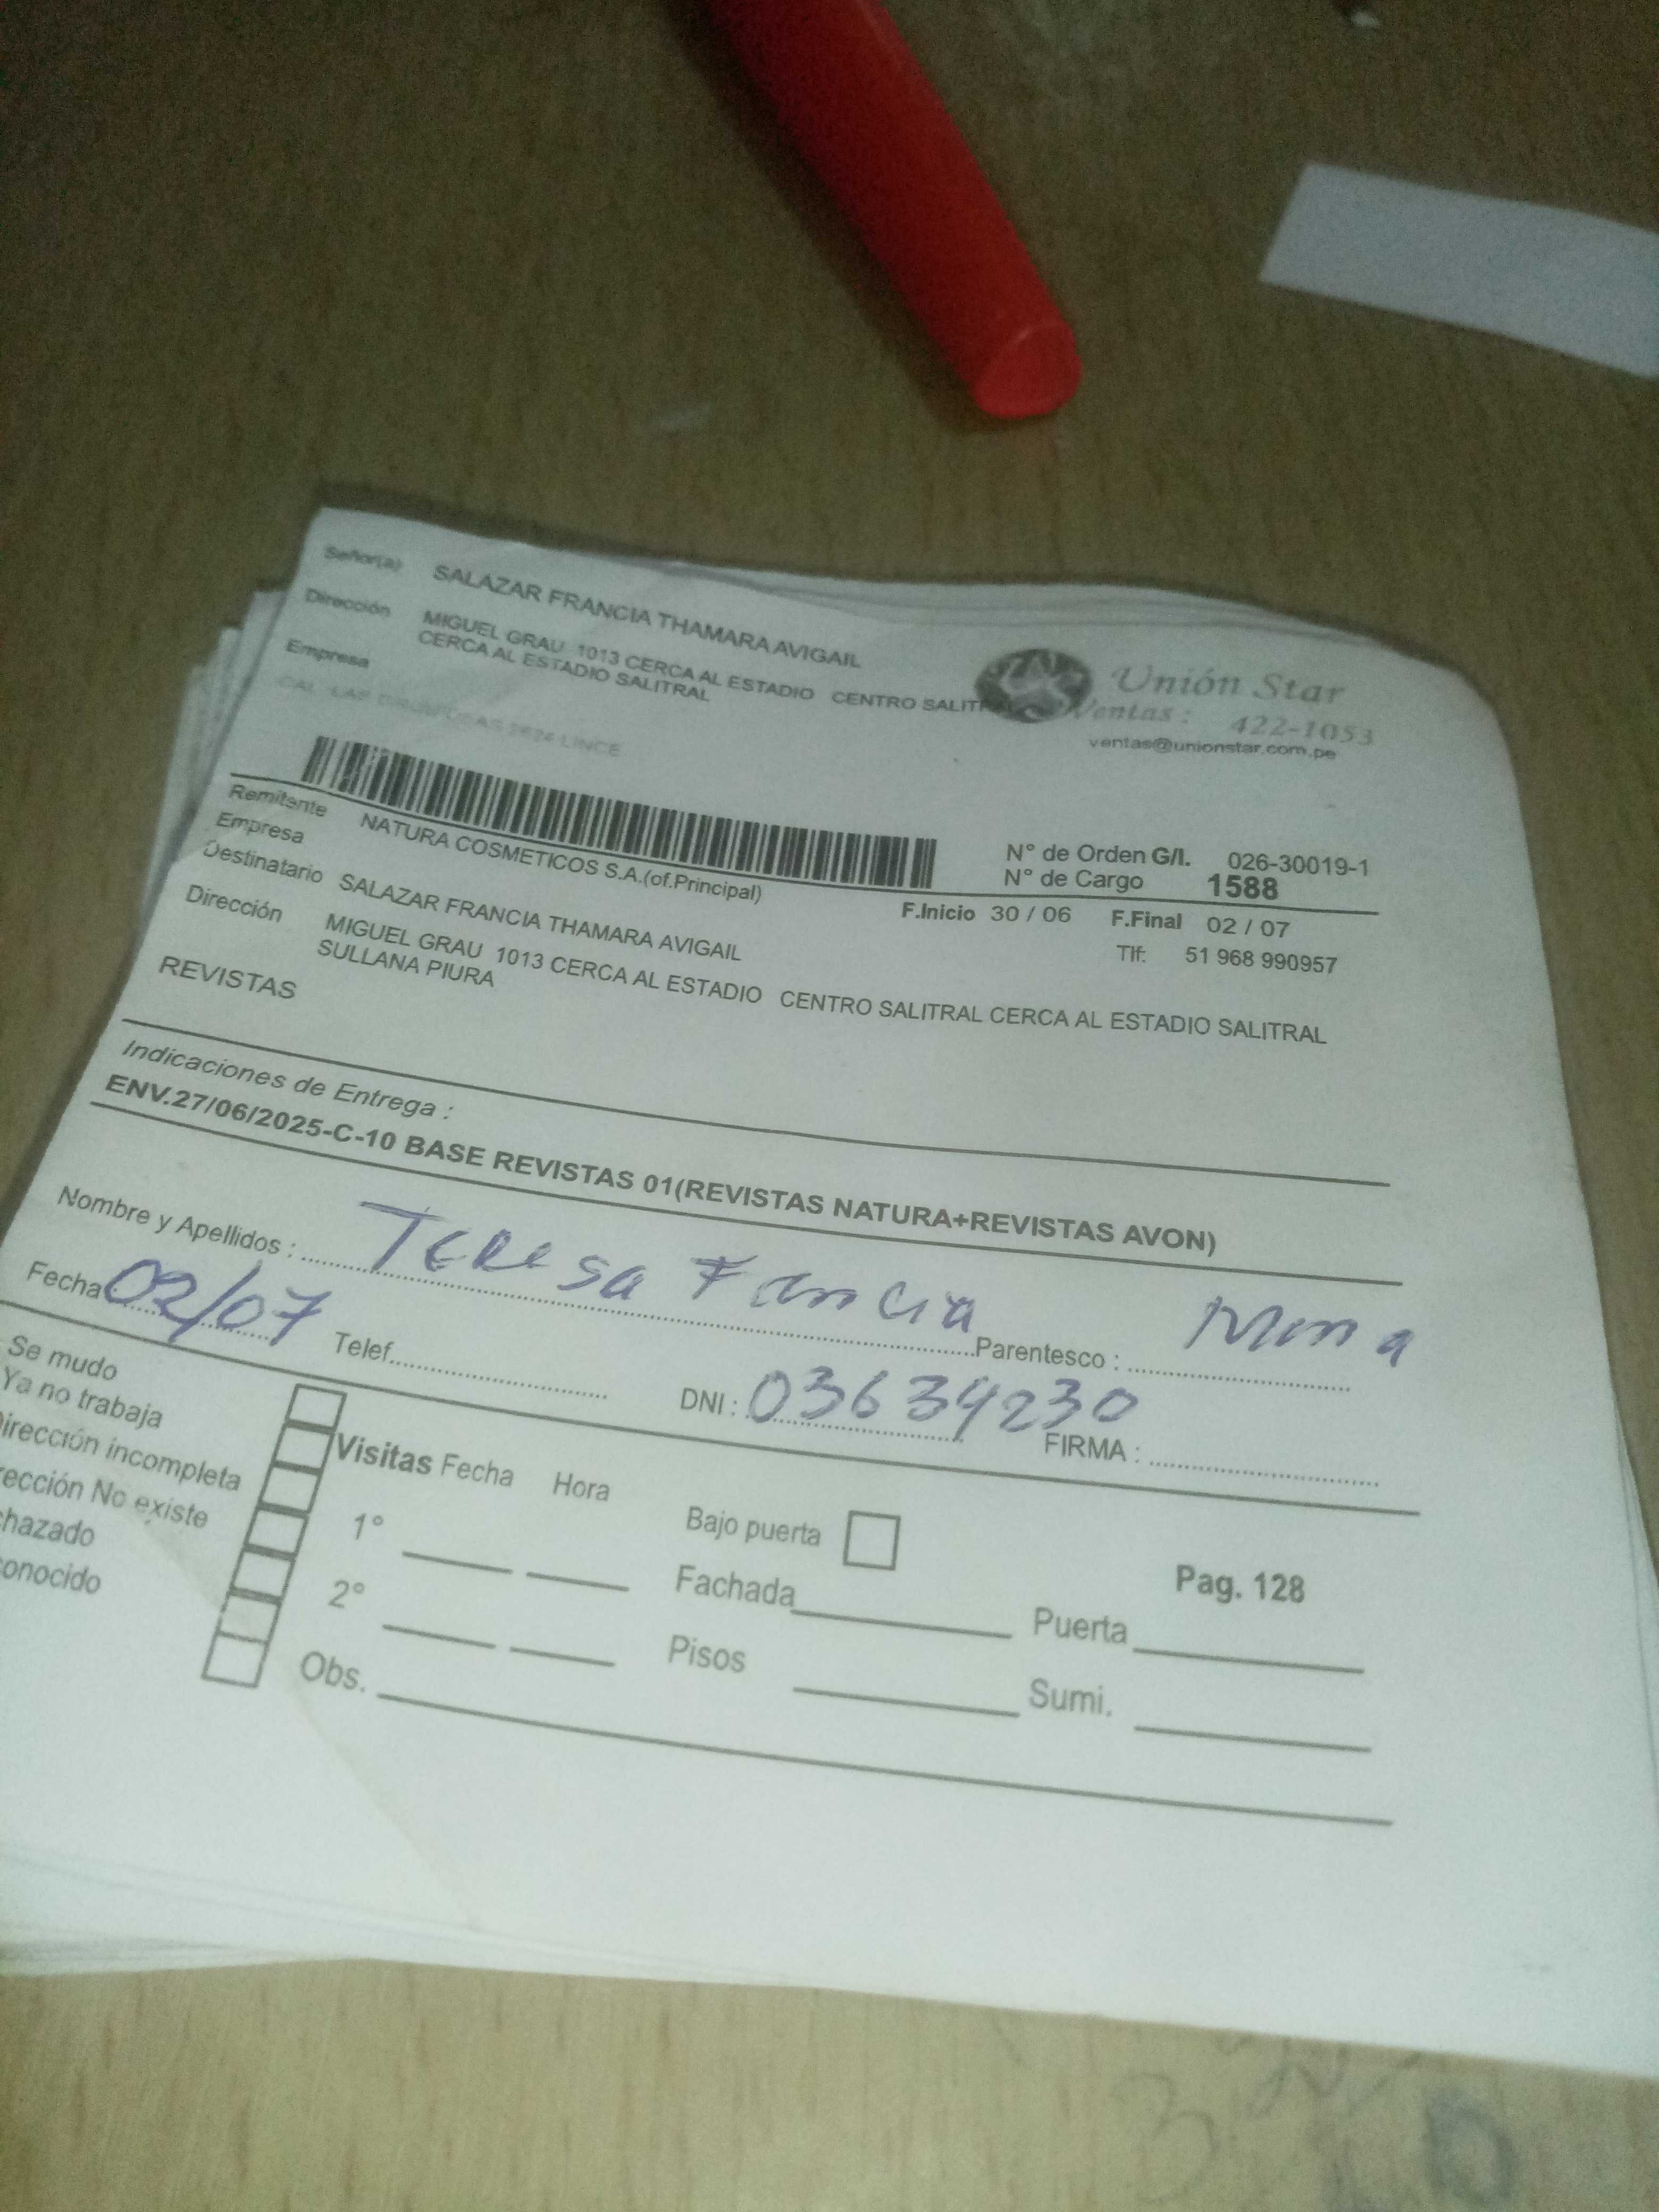 Señor(a) SALAZAR FRANCIA THAMARA AVIGAIL
Dirección MIGUEL GRAU 1013 CERCA AL ESTADIO CENTRO SALITRAL
CERCA AL ESTADIO SALITRAL
Empresa
Unión Star
Ventas : 422-1053
ventas@unionstar.com.pe
LINCE
N° de Orden G/I. 026-30019-1
N° de Cargo 1588
Remitente NATURA COSMETICOS S.A.(of.Principal)
Empresa
F.Inicio 30 / 06 F.Final 02 / 07
Destinatario SALAZAR FRANCIA THAMARA AVIGAIL
Tlf: 51 968 990957
Dirección MIGUEL GRAU 1013 CERCA AL ESTADIO CENTRO SALITRAL CERCA AL ESTADIO SALITRAL
SULLANA PIURA
REVISTAS
Indicaciones de Entrega :
ENV.27/06/2025-C-10 BASE REVISTAS 01(REVISTAS NATURA+REVISTAS AVON)
Nombre y Apellidos : Teresa Parentesco :
Fecha 02/07 Telef. DNI : 03634230 FIRMA :
Se mudo
Ya no trabaja
Dirección incompleta
rección No existe
chazado
conocido
Visitas Fecha Hora
1°
2°
Obs.
Bajo puerta
Fachada
Pisos
Pag. 128
Puerta
Sumi.